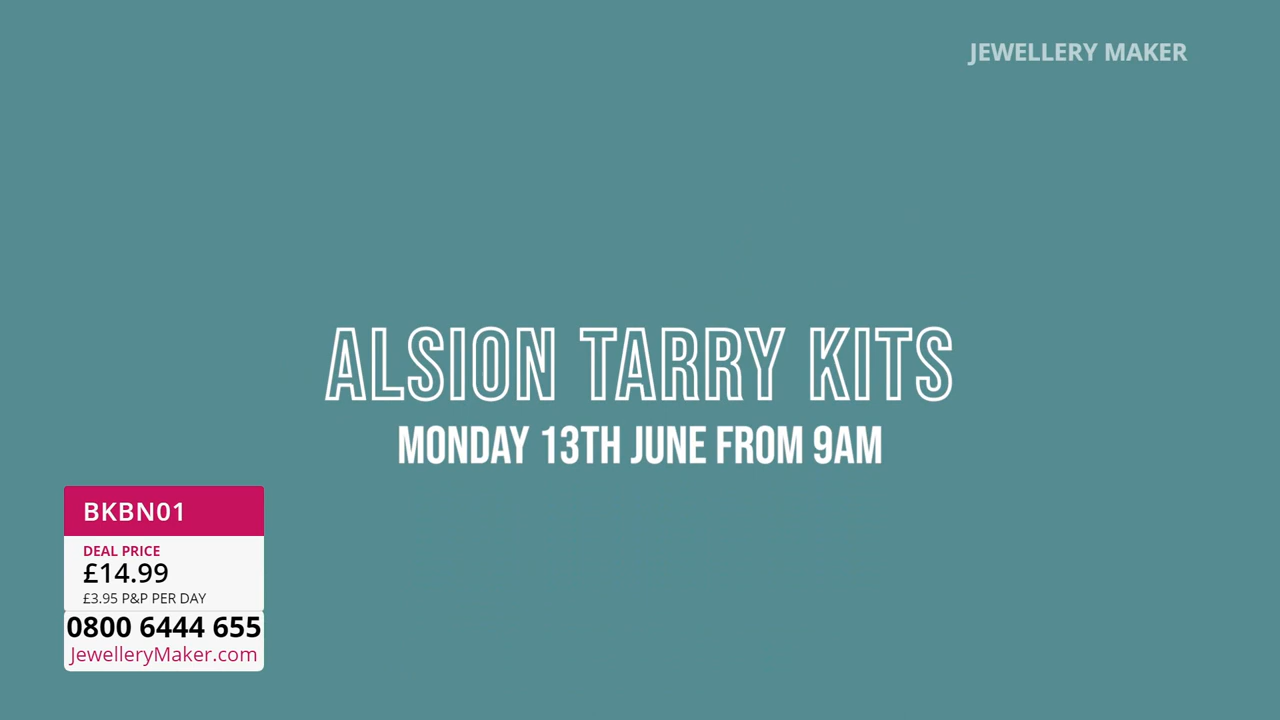 JEWELLERY MAKER
ALSION TARRY KITS
MONDAY 13TH JUNE FROM 9AM
BKBN01
DEAL PRICE
£14.99
£3.95 P&P PER DAY
0800 6444 655
JewelleryMaker.com